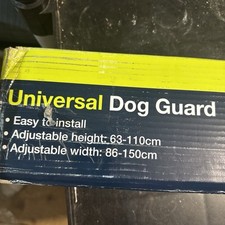 Universal Dog Guard
• Easy to install
• Adjustable height: 63-110cm
• Adjustable width: 86-150cm